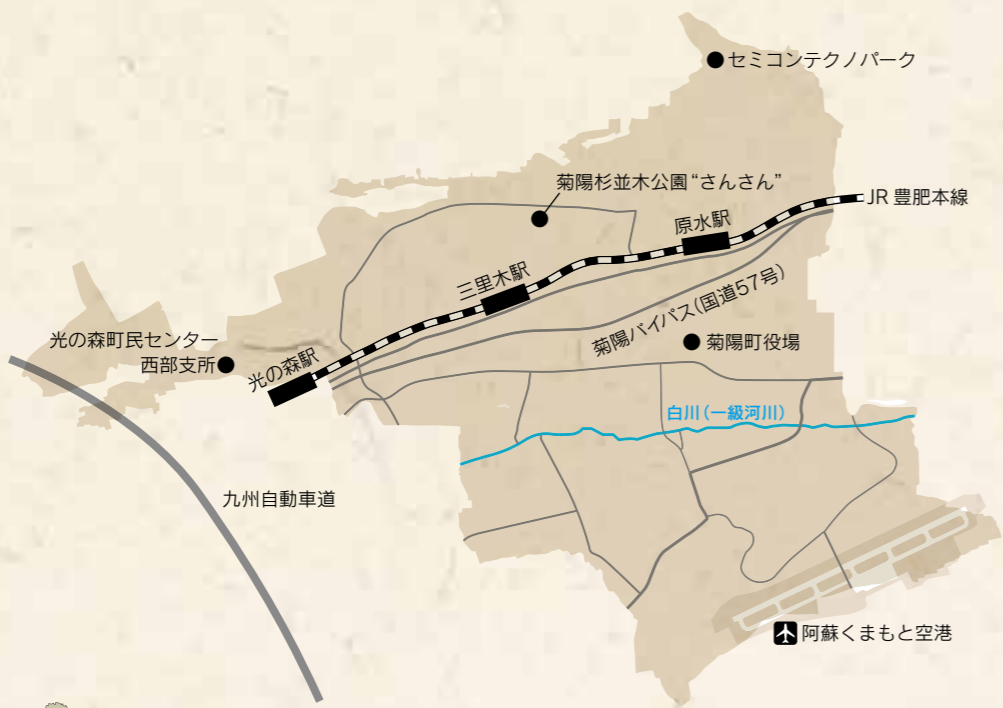 セミコンテクノパーク
菊陽杉並木公園“さんさん”
JR 豊肥本線
原水駅
三里木駅
菊陽バイパス(国道57号)
光の森町民センター
西部支所
光の森駅
菊陽町役場
白川(一級河川)
九州自動車道
阿蘇くまもと空港